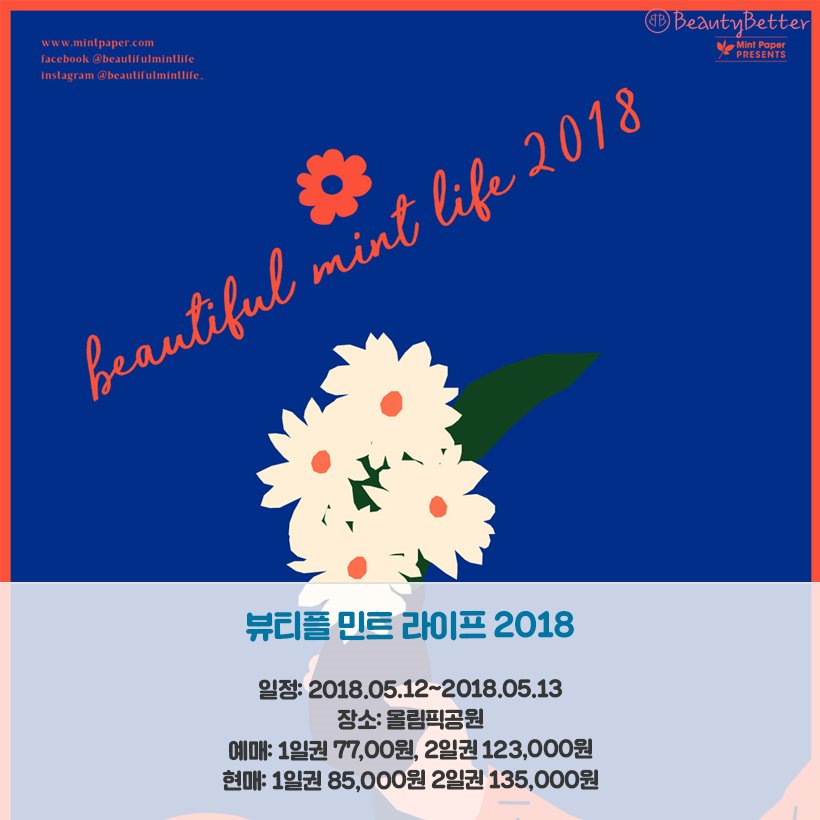 BB BeautyBetter
www.mintpaper.com
facebook @beautifulmintlife
instagram @beautifulmintlife_
Mint Paper
PRESENTS
beautiful mint life 2018
뷰티플 민트 라이프 2018
일정: 2018.05.12~2018.05.13
장소: 올림픽공원
예매: 1일권 77,00원, 2일권 123,000원
현매: 1일권 85,000원 2일권 135,000원